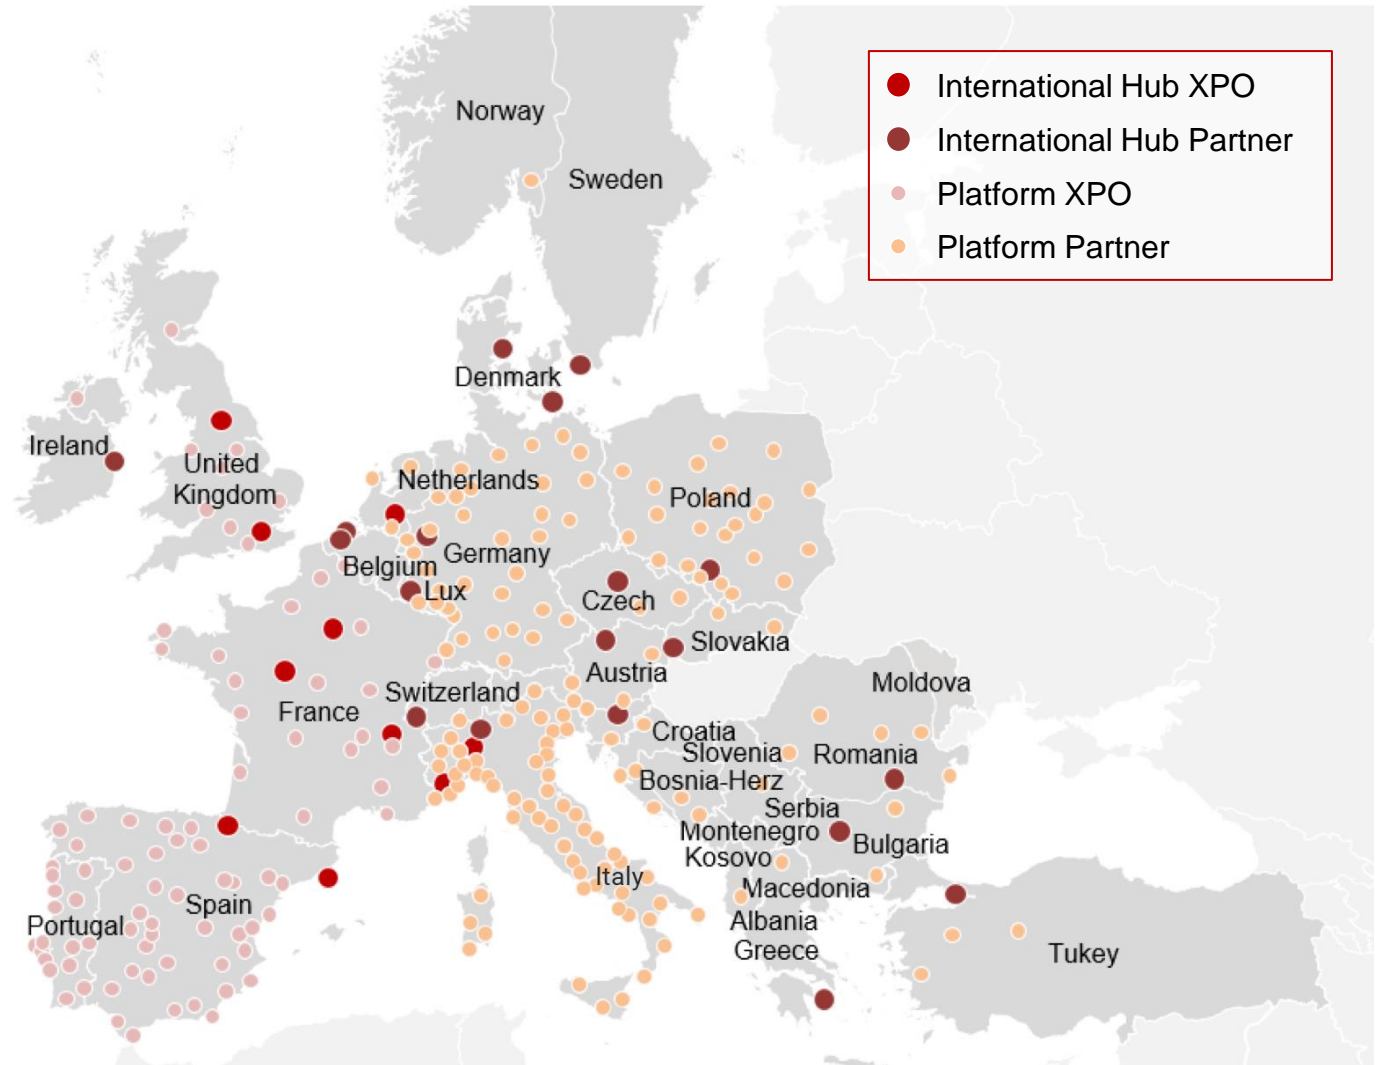 International Hub XPO
International Hub Partner
Platform XPO
Platform Partner
Norway
Sweden
Denmark
Ireland
United
Kingdom
Netherlands
Poland
Belgium
Germany
Lux
Czech
Slovakia
Austria
Switzerland
Moldova
France
Croatia
Slovenia
Romania
Bosnia-Herz
Serbia
Montenegro
Bulgaria
Kosovo
Italy
Macedonia
Spain
Portugal
Albania
Greece
Tukey